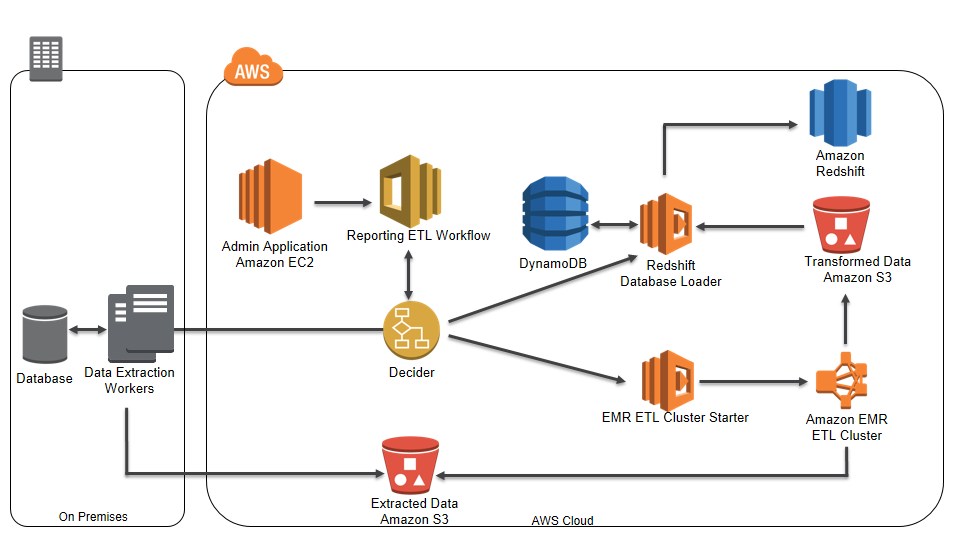 AWS
Amazon
Redshift
Admin Application
Amazon EC2
Reporting ETL Workflow
DynamoDB
Redshift
Database Loader
Transformed Data
Amazon S3
Database
Data Extraction
Workers
Decider
EMR ETL Cluster Starter
Amazon EMR
ETL Cluster
Extracted Data
Amazon S3
On Premises
AWS Cloud